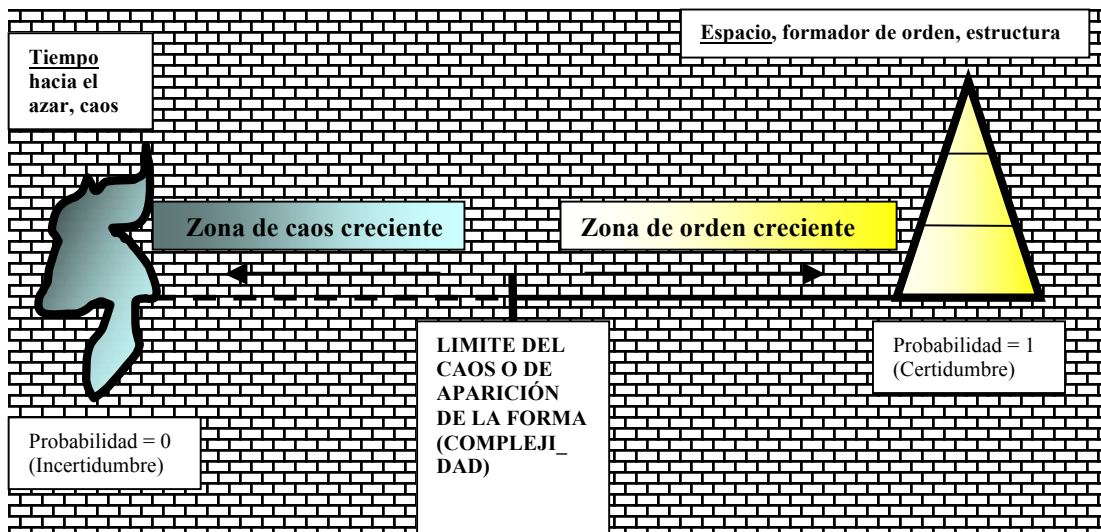 Espacio, formador de orden, estructura
Tiempo
hacia el
azar, caos
Zona de caos creciente
Zona de orden creciente
LIMITE DEL
CAOS O DE
APARICIÓN
DE LA FORMA
(COMPLEJI_
DAD)
Probabilidad = 1
(Certidumbre)
Probabilidad = 0
(Incertidumbre)